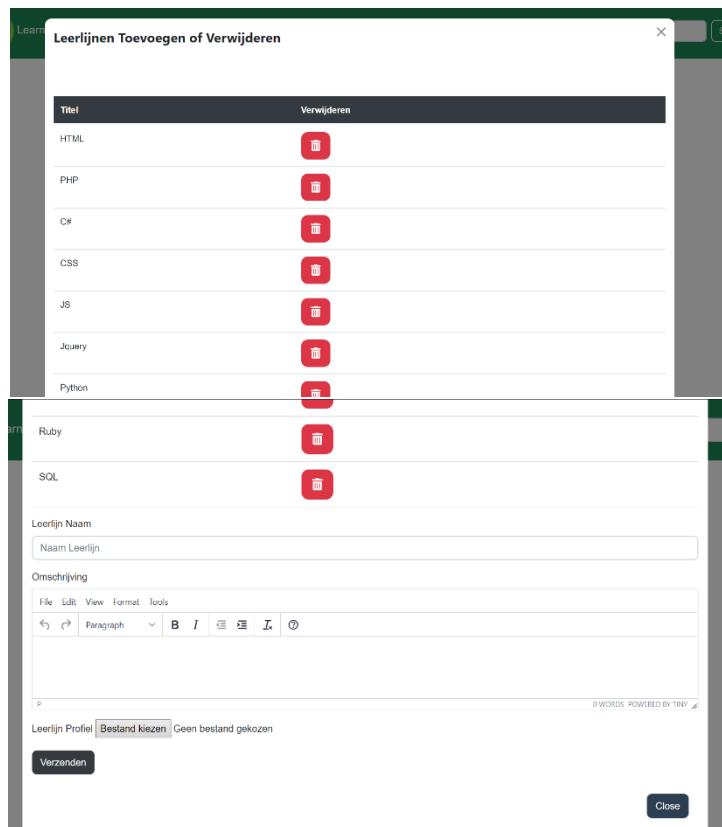 Learn
Leerlijnen Toevoegen of Verwijderen
Titel Verwijderen
HTML
PHP
C#
CSS
JS
Jquery
Python
Ruby
SQL
Leerlijn Naam
Naam Leerlijn
Omschrijving
File Edit View Format Tools
Paragraph B I
P 0 WORDS POWERED BY TINY
Leerlijn Profiel Bestand kiezen Geen bestand gekozen
Verzenden
Close